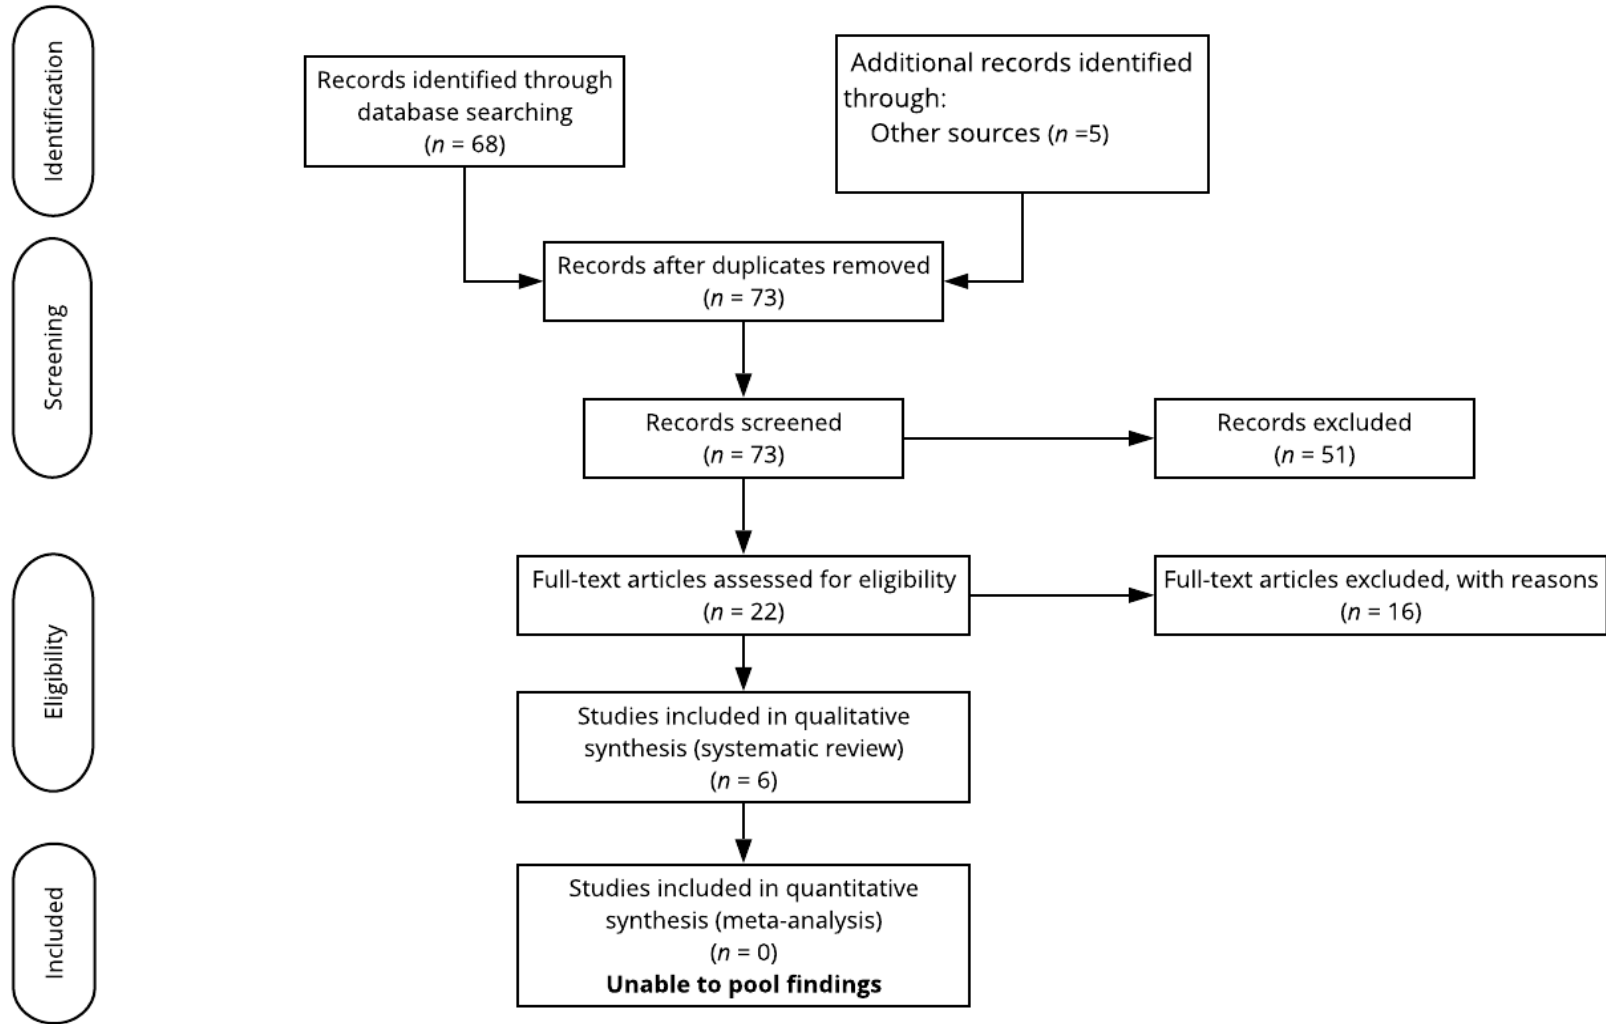 Identification
Records identified through
database searching
(n = 68)
Additional records identified
through:
Other sources (n =5)
Screening
Records after duplicates removed
(n = 73)
Records screened
(n = 73)
Records excluded
(n = 51)
Eligibility
Full-text articles assessed for eligibility
(n = 22)
Full-text articles excluded, with reasons
(n = 16)
Studies included in qualitative
synthesis (systematic review)
(n = 6)
Included
Studies included in quantitative
synthesis (meta-analysis)
(n = 0)
Unable to pool findings